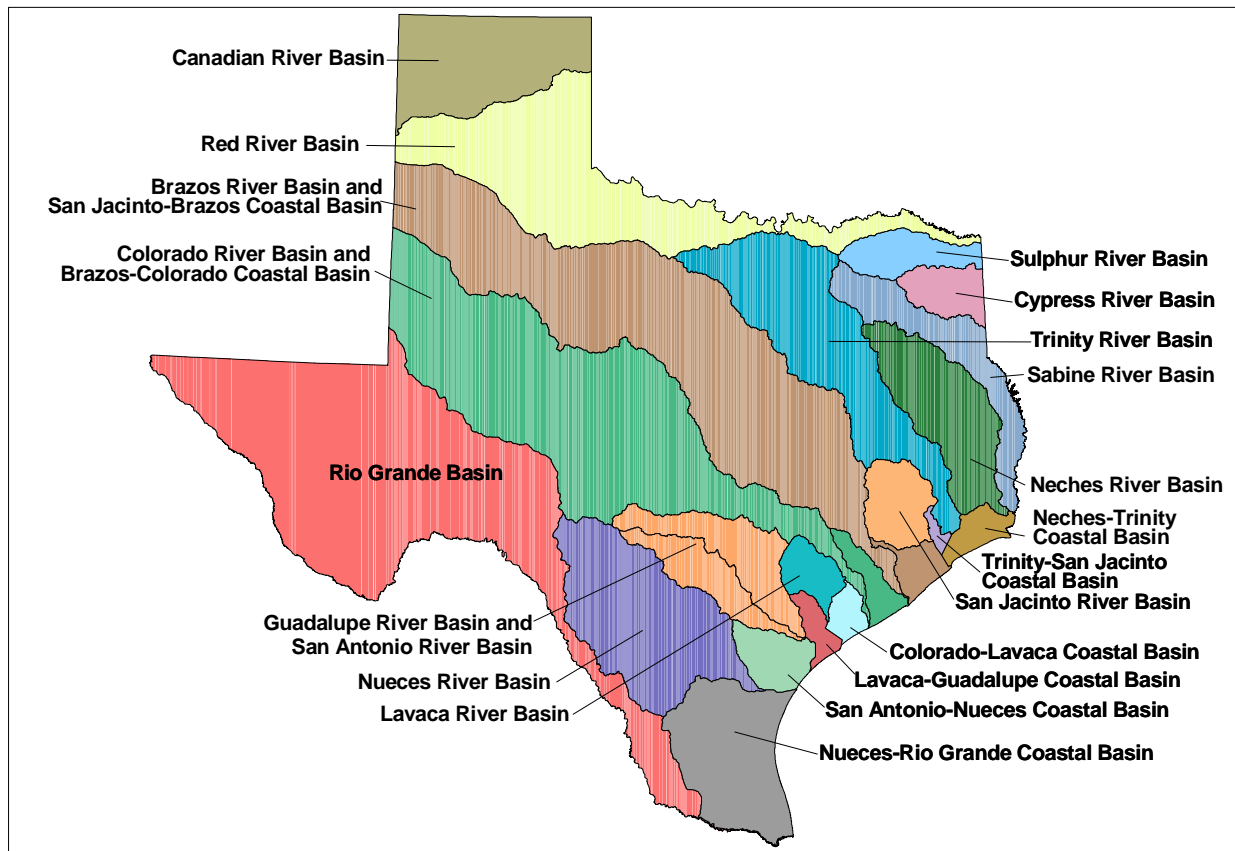 Canadian River Basin
Red River Basin
Brazos River Basin and
San Jacinto-Brazos Coastal Basin
Colorado River Basin and
Brazos-Colorado Coastal Basin
Sulphur River Basin
Cypress River Basin
Trinity River Basin
Sabine River Basin
Rio Grande Basin
Neches River Basin
Neches-Trinity
Coastal Basin
Trinity-San Jacinto
Coastal Basin
San Jacinto River Basin
Guadalupe River Basin and
San Antonio River Basin
Colorado-Lavaca Coastal Basin
Nueces River Basin
Lavaca-Guadalupe Coastal Basin
Lavaca River Basin
San Antonio-Nueces Coastal Basin
Nueces-Rio Grande Coastal Basin